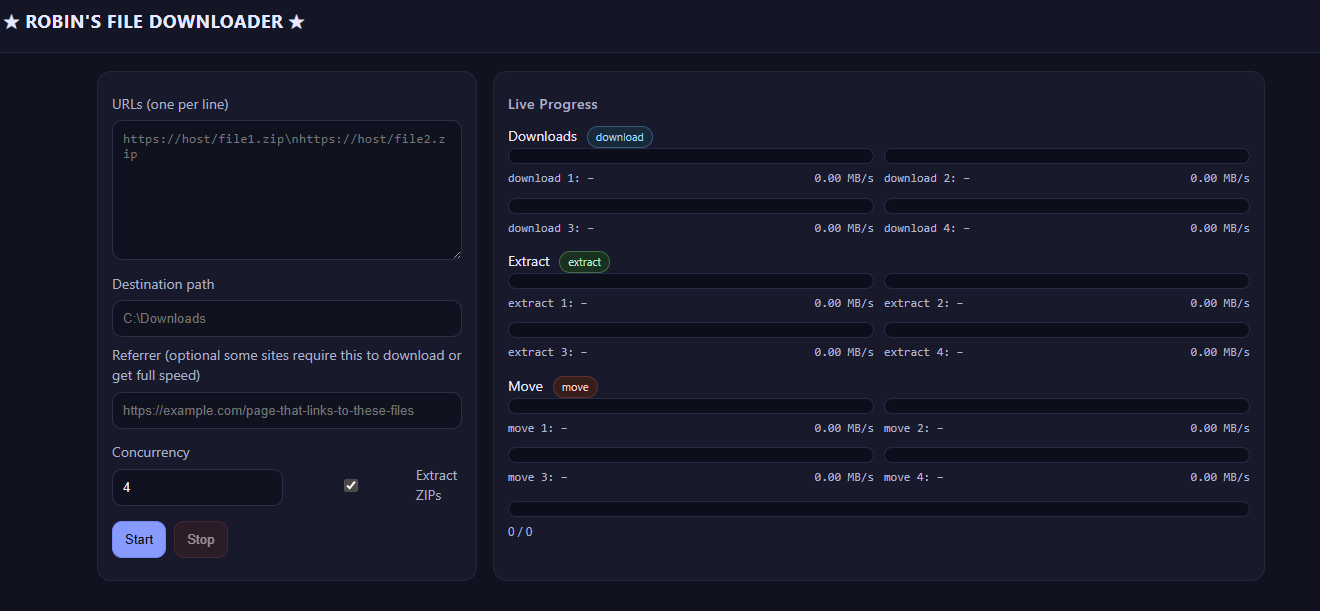 ★ ROBIN'S FILE DOWNLOADER ★
URLs (one per line)
https://host/file1.zip\nhttps://host/file2.z
ip
Destination path
C:\Downloads
Referrer (optional some sites require this to download or
get full speed)
https://example.com/page-that-links-to-these-files
Concurrency
4
Extract
ZIPs
Start Stop
Live Progress
Downloads download
download 1: – 0.00 MB/s download 2: – 0.00 MB/s
download 3: – 0.00 MB/s download 4: – 0.00 MB/s
Extract extract
extract 1: – 0.00 MB/s extract 2: – 0.00 MB/s
extract 3: – 0.00 MB/s extract 4: – 0.00 MB/s
Move move
move 1: – 0.00 MB/s move 2: – 0.00 MB/s
move 3: – 0.00 MB/s move 4: – 0.00 MB/s
0 / 0